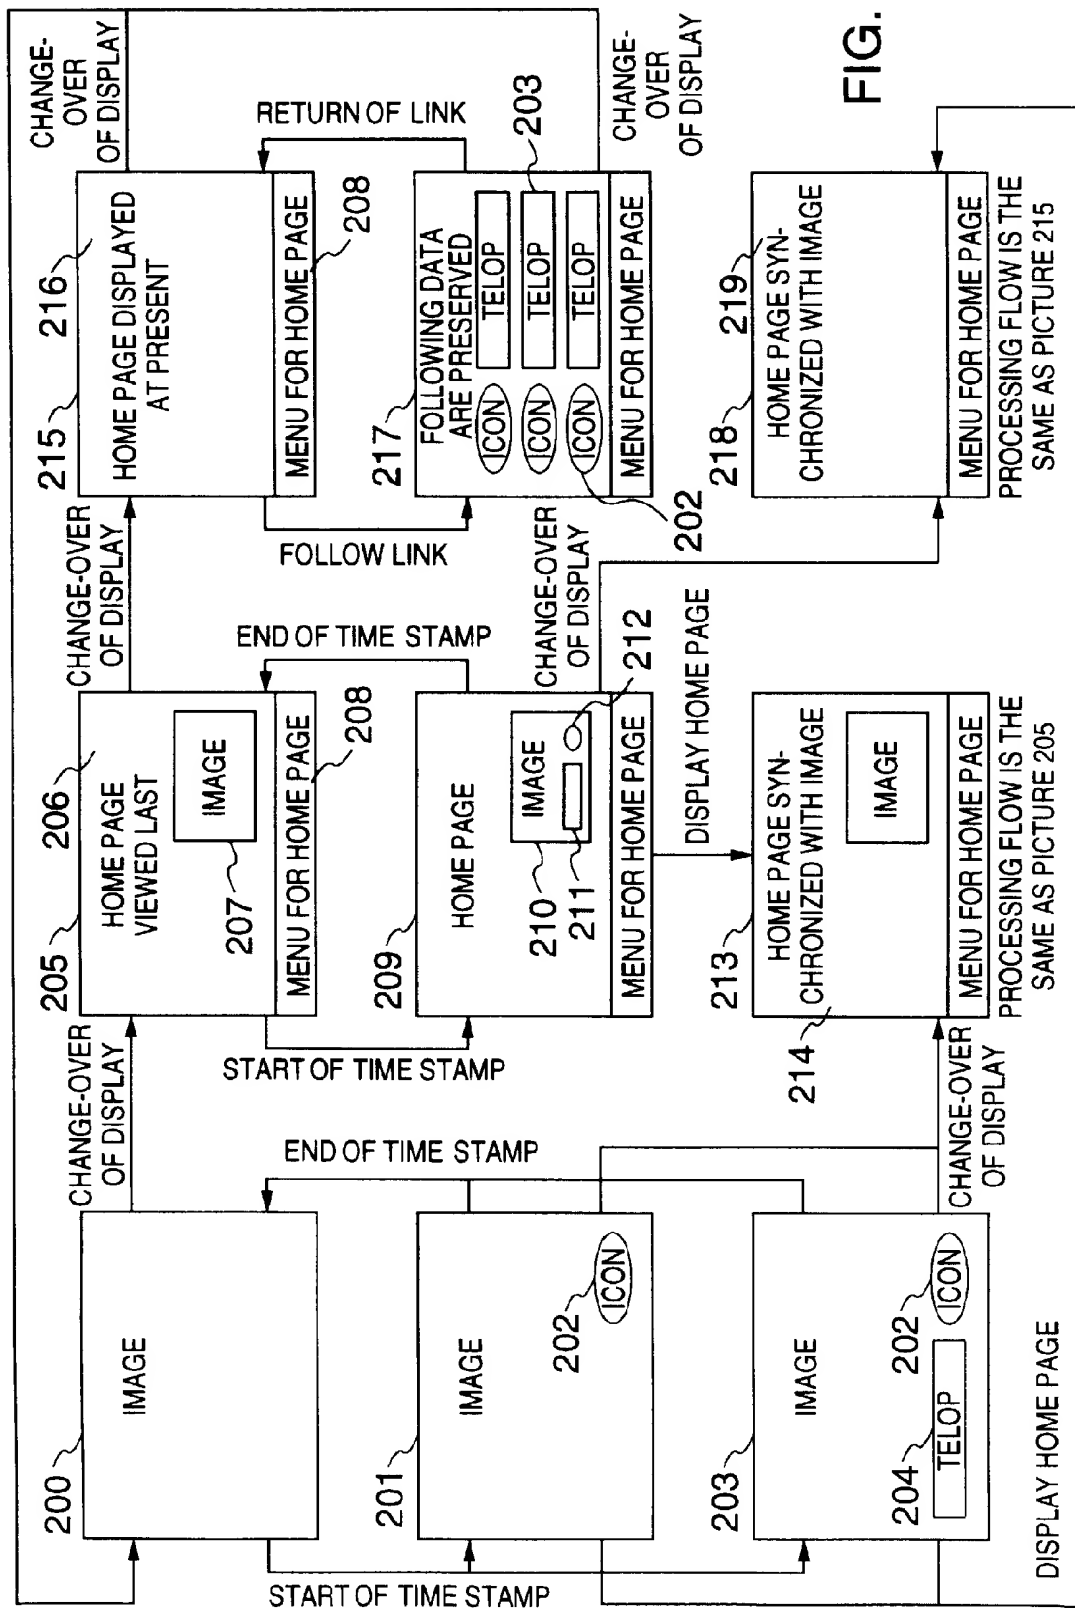 CHANGE-
OVER
OF DISPLAY
215
216
HOME PAGE DISPLAYED
AT PRESENT
MENU FOR HOME PAGE
208
RETURN OF LINK
FOLLOW LINK
217
FOLLOWING DATA
ARE PRESERVED
ICON
TELOP
ICON
TELOP
ICON
TELOP
203
202
MENU FOR HOME PAGE
CHANGE-
OVER
OF DISPLAY
218
219
HOME PAGE SYN-
CHRONIZED WITH IMAGE
MENU FOR HOME PAGE
PROCESSING FLOW IS THE
SAME AS PICTURE 215
FIG.
CHANGE-OVER
OF DISPLAY
205
206
HOME PAGE
VIEWED LAST
IMAGE
207
MENU FOR HOME PAGE
208
END OF TIME STAMP
START OF TIME STAMP
209
HOME PAGE
IMAGE
210
211
212
MENU FOR HOME PAGE
CHANGE-OVER
OF DISPLAY
DISPLAY HOME PAGE
213
HOME PAGE SYN-
CHRONIZED WITH IMAGE
214
IMAGE
MENU FOR HOME PAGE
PROCESSING FLOW IS THE
SAME AS PICTURE 205
CHANGE-OVER
OF DISPLAY
200
IMAGE
END OF TIME STAMP
START OF TIME STAMP
201
IMAGE
202
ICON
203
IMAGE
204
TELOP
202
ICON
CHANGE-OVER
OF DISPLAY
DISPLAY HOME PAGE